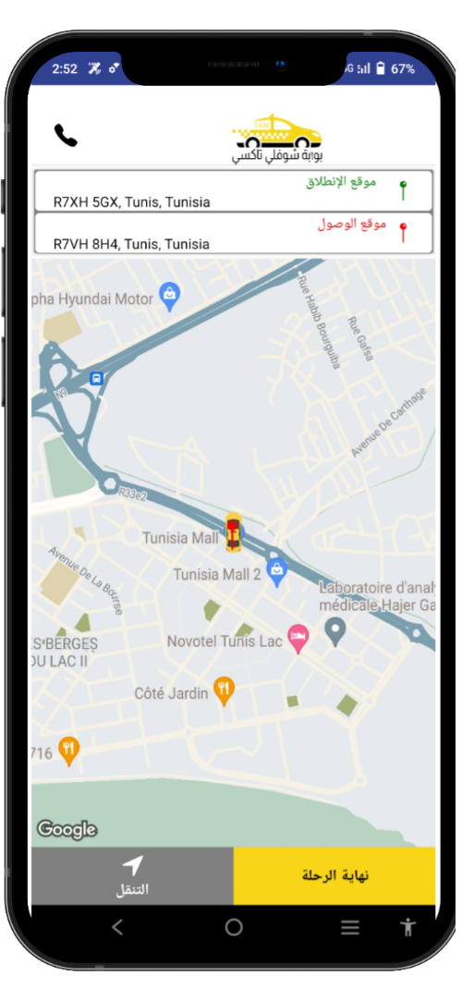 2:52
G
67%
TAXI
بوابة شوفلي تاكسي
موقع الإنطلاق
R7XH 5GX, Tunis, Tunisia
موقع الوصول
R7VH 8H4, Tunis, Tunisia
pha Hyundai Motor
Rue Habib Bourguiba
Rue Gafsa
N9
Avenue De Carthage
R33e2
Tunisia Mall
Avenue De La Bourse
Tunisia Mall 2
Laboratoire d'anal
médicale Hajer Ga
S BERGES
DU LAC II
Novotel Tunis Lac
Côté Jardin
716
Google
التنقل
نهاية الرحلة